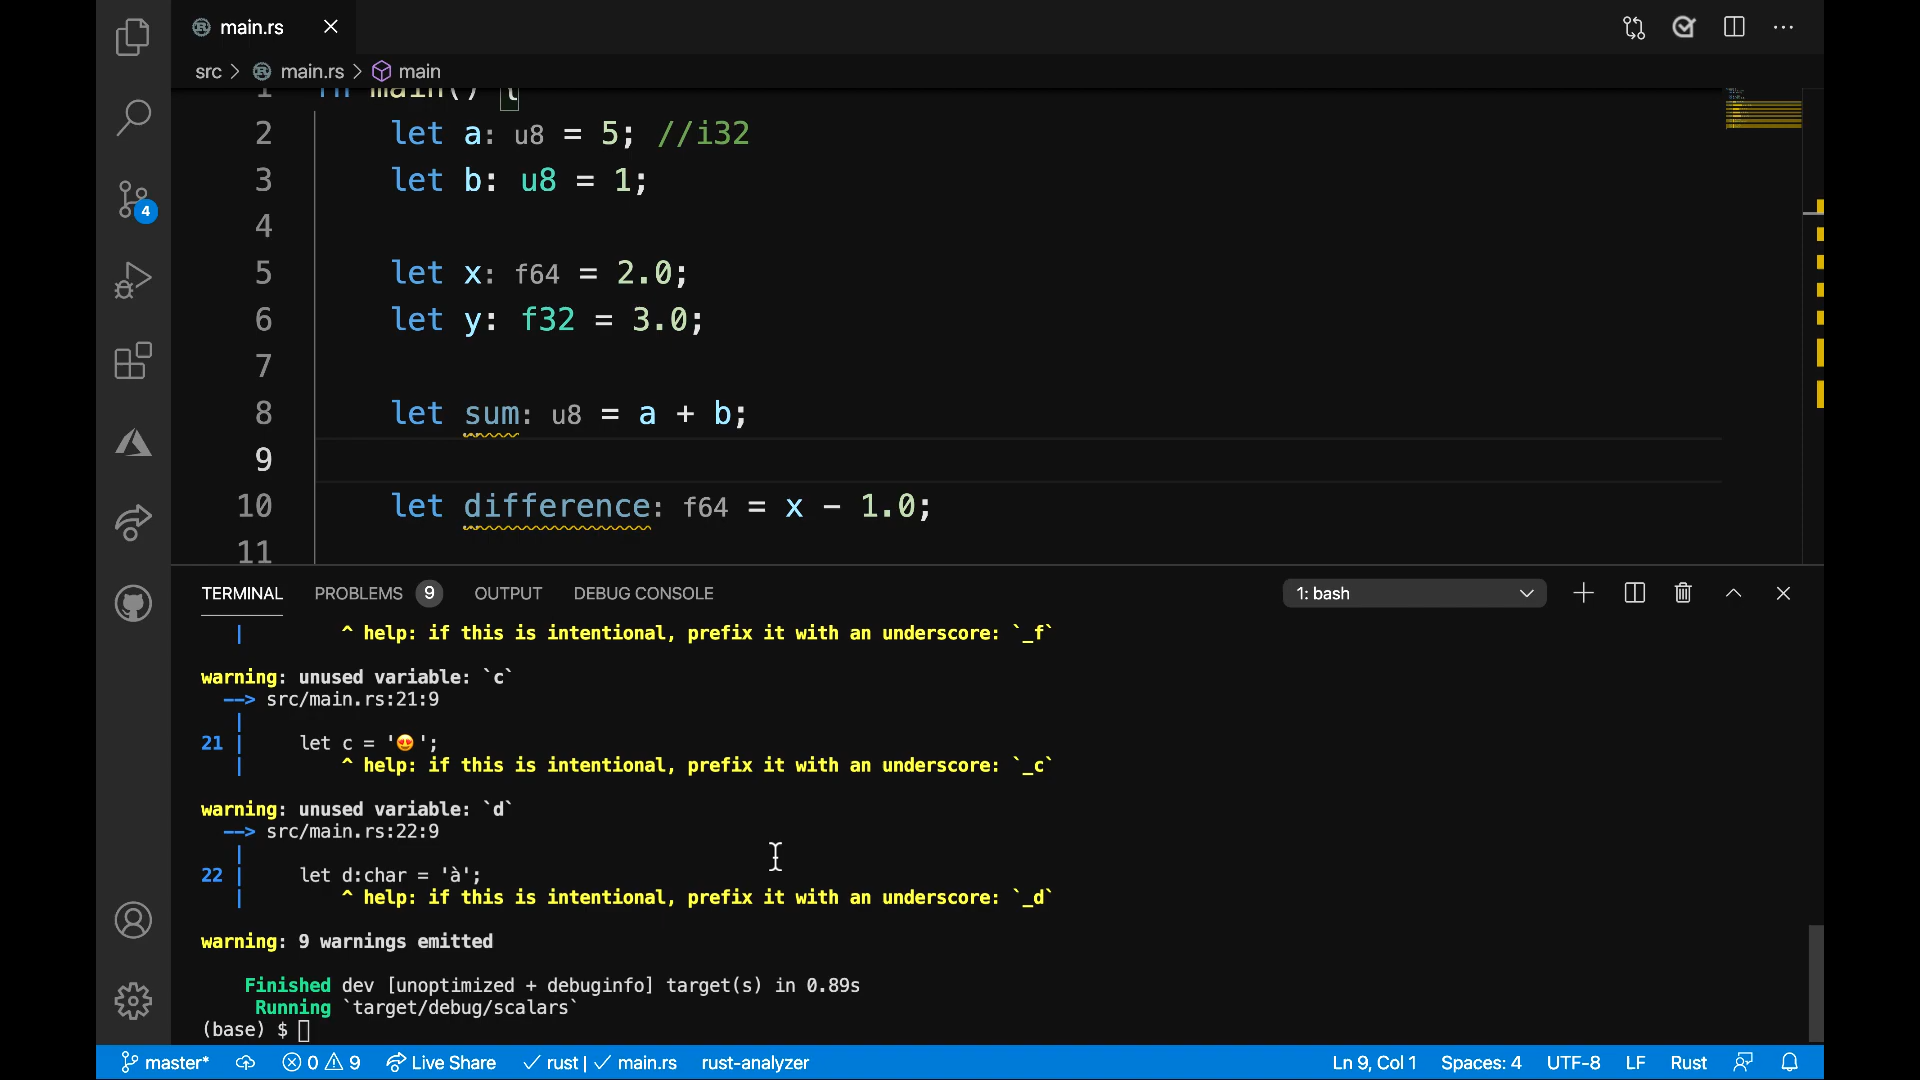 main.rs
src > main.rs > main
4
1 fn main() {
2 let a: u8 = 5; //i32
3 let b: u8 = 1;
4
5 let x: f64 = 2.0;
6 let y: f32 = 3.0;
7
8 let sum: u8 = a + b;
9
10 let difference: f64 = x - 1.0;
11
TERMINAL PROBLEMS 9 OUTPUT DEBUG CONSOLE 1: bash
| ^ help: if this is intentional, prefix it with an underscore: `_f`
warning: unused variable: `c`
--> src/main.rs:21:9
|
21 | let c = '😍';
| ^ help: if this is intentional, prefix it with an underscore: `_c`
warning: unused variable: `d`
--> src/main.rs:22:9
|
22 | let d:char = 'à';
| ^ help: if this is intentional, prefix it with an underscore: `_d`
warning: 9 warnings emitted
Finished dev [unoptimized + debuginfo] target(s) in 0.89s
Running `target/debug/scalars`
(base) $
master* 0 9 Live Share rust | main.rs rust-analyzer Ln 9, Col 1 Spaces: 4 UTF-8 LF Rust